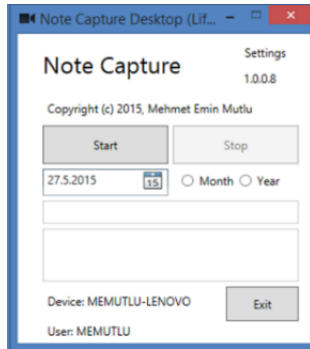 Note Capture Desktop (Lif...
Settings
Note Capture
1.0.0.8
Copyright (c) 2015, Mehmet Emin Mutlu
Start Stop
27.5.2015 15 Month Year
Device: MEMUTLU-LENOVO Exit
User: MEMUTLU